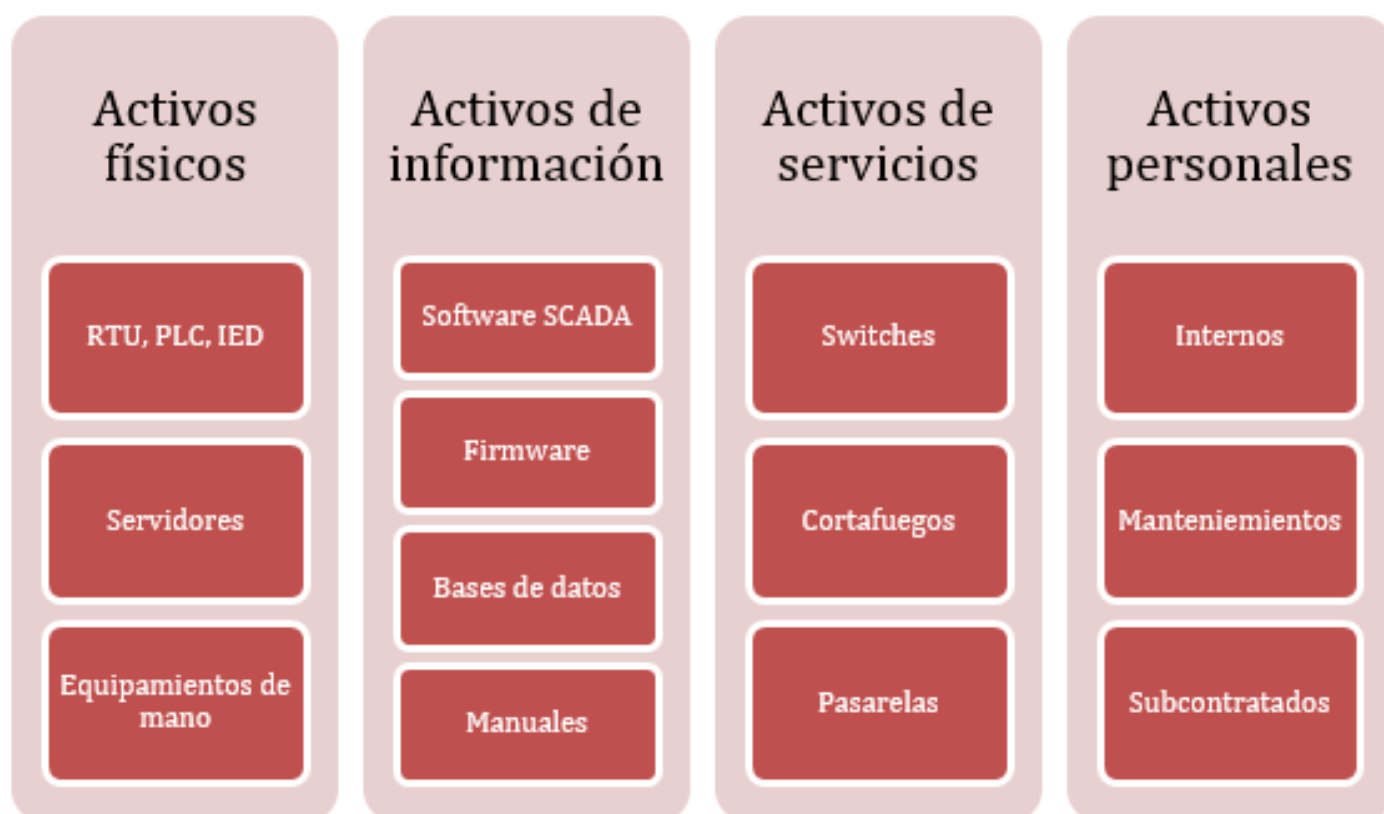 Activos
físicos
RTU, PLC, IED
Servidores
Equipamientos de
mano
Activos de
información
Software SCADA
Firmware
Bases de datos
Manuales
Activos de
servicios
Switches
Cortafuegos
Pasarelas
Activos
personales
Internos
Manteniemientos
Subcontratados